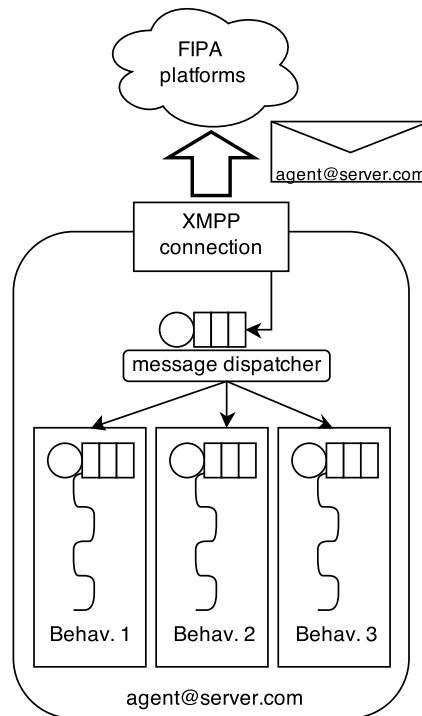 FIPA
platforms
agent@server.com
XMPP
connection
message dispatcher
Behav. 1
Behav. 2
Behav. 3
agent@server.com